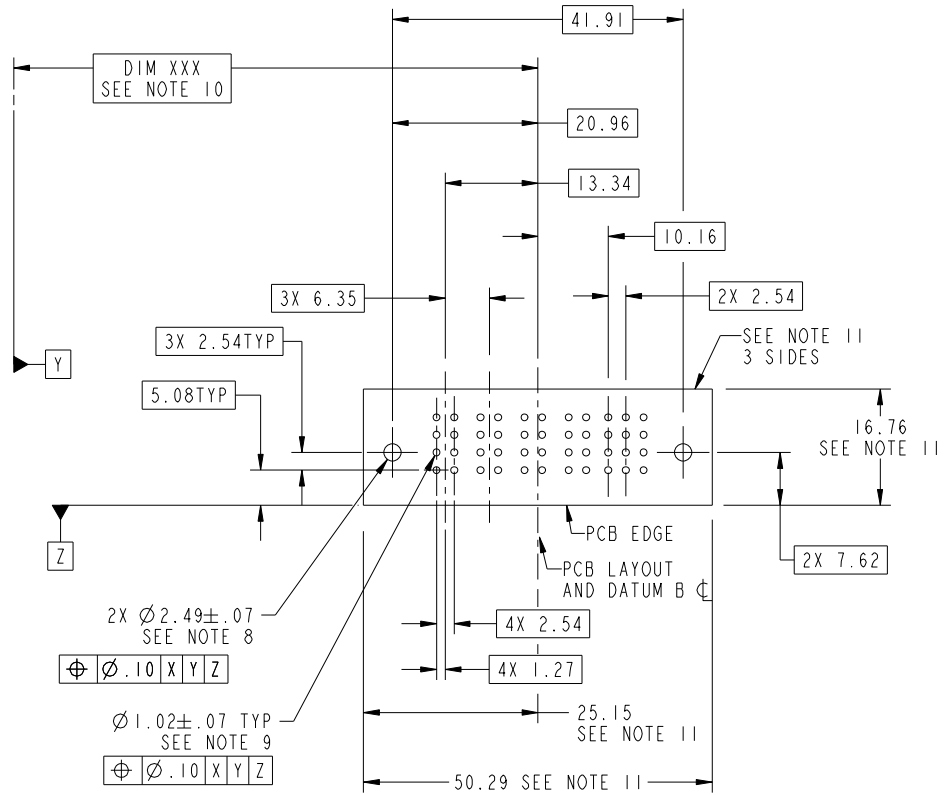 41.91
DIM XXX
SEE NOTE 10
20.96
13.34
10.16
3X 6.35
2X 2.54
3X 2.54TYP
SEE NOTE 11
3 SIDES
Y
5.08TYP
16.76
SEE NOTE 11
Z
PCB EDGE
2X 7.62
PCB LAYOUT
AND DATUM B ℄
2X Ø2.49±.07
SEE NOTE 8
4X 2.54
⌖ Ø.10 X Y Z
4X 1.27
Ø1.02±.07 TYP
SEE NOTE 9
25.15
SEE NOTE 11
⌖ Ø.10 X Y Z
50.29 SEE NOTE 11